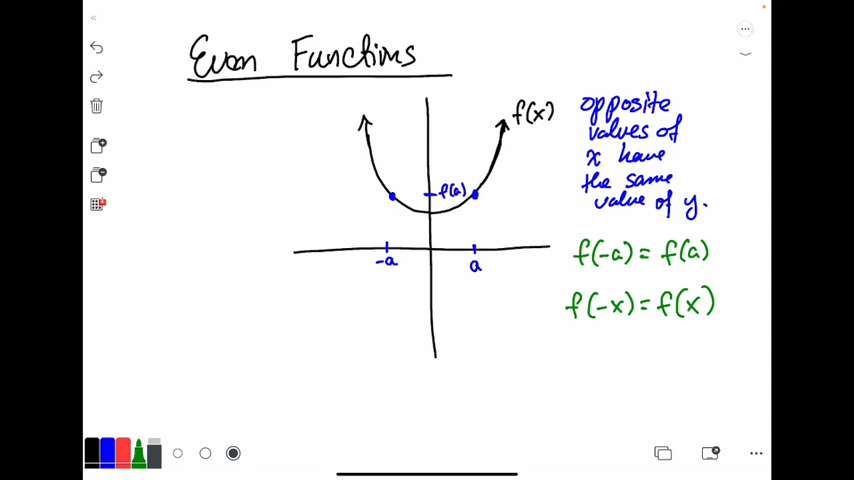 Even Functions
f(x)
opposite
values of
x have
the same
value of y.
f(a)
-a
a
f(-a) = f(a)
f(-x) = f(x)